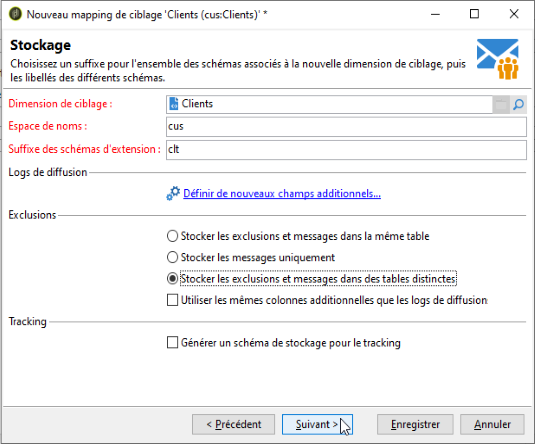 Nouveau mapping de ciblage 'Clients (cus:Clients)' *
Stockage
Choisissez un suffixe pour l'ensemble des schémas associés à la nouvelle dimension de ciblage, puis
les libellés des différents schémas.
Dimension de ciblage :
Clients
Espace de noms :
cus
Suffixe des schémas d'extension :
clt
Logs de diffusion
Définir de nouveaux champs additionnels...
Exclusions
Stocker les exclusions et messages dans la même table
Stocker les messages uniquement
Stocker les exclusions et messages dans des tables distinctes
Utiliser les mêmes colonnes additionnelles que les logs de diffusion
Tracking
Générer un schéma de stockage pour le tracking
< Précédent
Suivant >
Enregistrer
Annuler